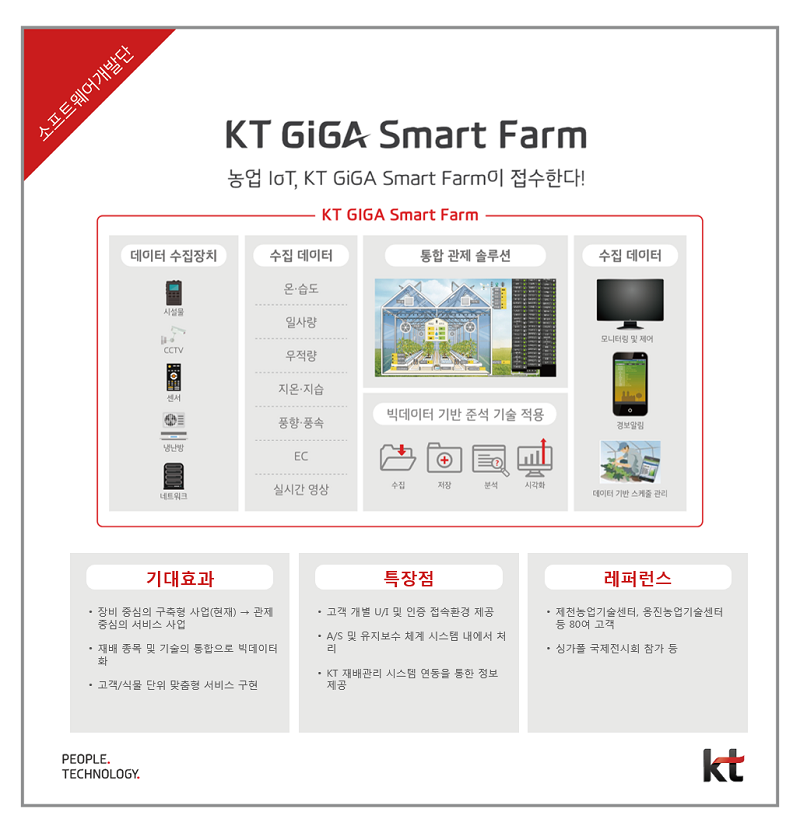 소프트웨어개발단
KT GiGA Smart Farm
농업 IoT, KT GiGA Smart Farm이 접수한다!
KT GIGA Smart Farm
데이터 수집장치
시설물
CCTV
센서
냉난방
네트워크
수집 데이터
온·습도
일사량
우적량
지온·지습
풍향·풍속
EC
실시간 영상
통합 관제 솔루션
빅데이터 기반 준석 기술 적용
수집
저장
분석
시각화
수집 데이터
모니터링 및 제어
경보알림
데이터 기반 스케줄 관리
기대효과
• 장비 중심의 구축형 사업(현재) → 관제
중심의 서비스 사업
• 재배 종목 및 기술의 통합으로 빅데이터
화
• 고객/식물 단위 맞춤형 서비스 구현
특장점
• 고객 개별 U/I 및 인증 접속환경 제공
• A/S 및 유지보수 체계 시스템 내에서 처
리
• KT 재배관리 시스템 연동을 통한 정보
제공
레퍼런스
• 제천농업기술센터, 옹진농업기술센터
등 80여 고객
• 싱가폴 국제전시회 참가 등
PEOPLE.
TECHNOLOGY.
kt